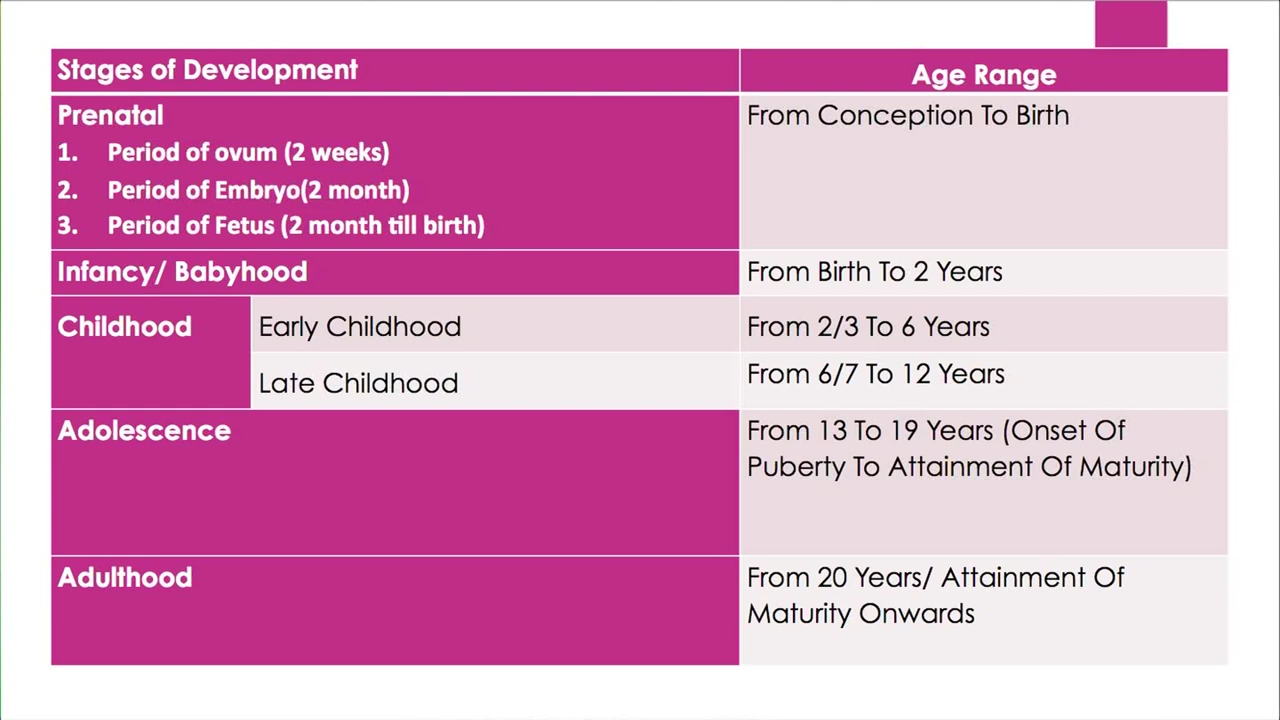 Stages of Development
Age Range
Prenatal
1. Period of ovum (2 weeks)
2. Period of Embryo(2 month)
3. Period of Fetus (2 month till birth)
From Conception To Birth
Infancy/ Babyhood
From Birth To 2 Years
Childhood
Early Childhood
From 2/3 To 6 Years
Late Childhood
From 6/7 To 12 Years
Adolescence
From 13 To 19 Years (Onset Of
Puberty To Attainment Of Maturity)
Adulthood
From 20 Years/ Attainment Of
Maturity Onwards